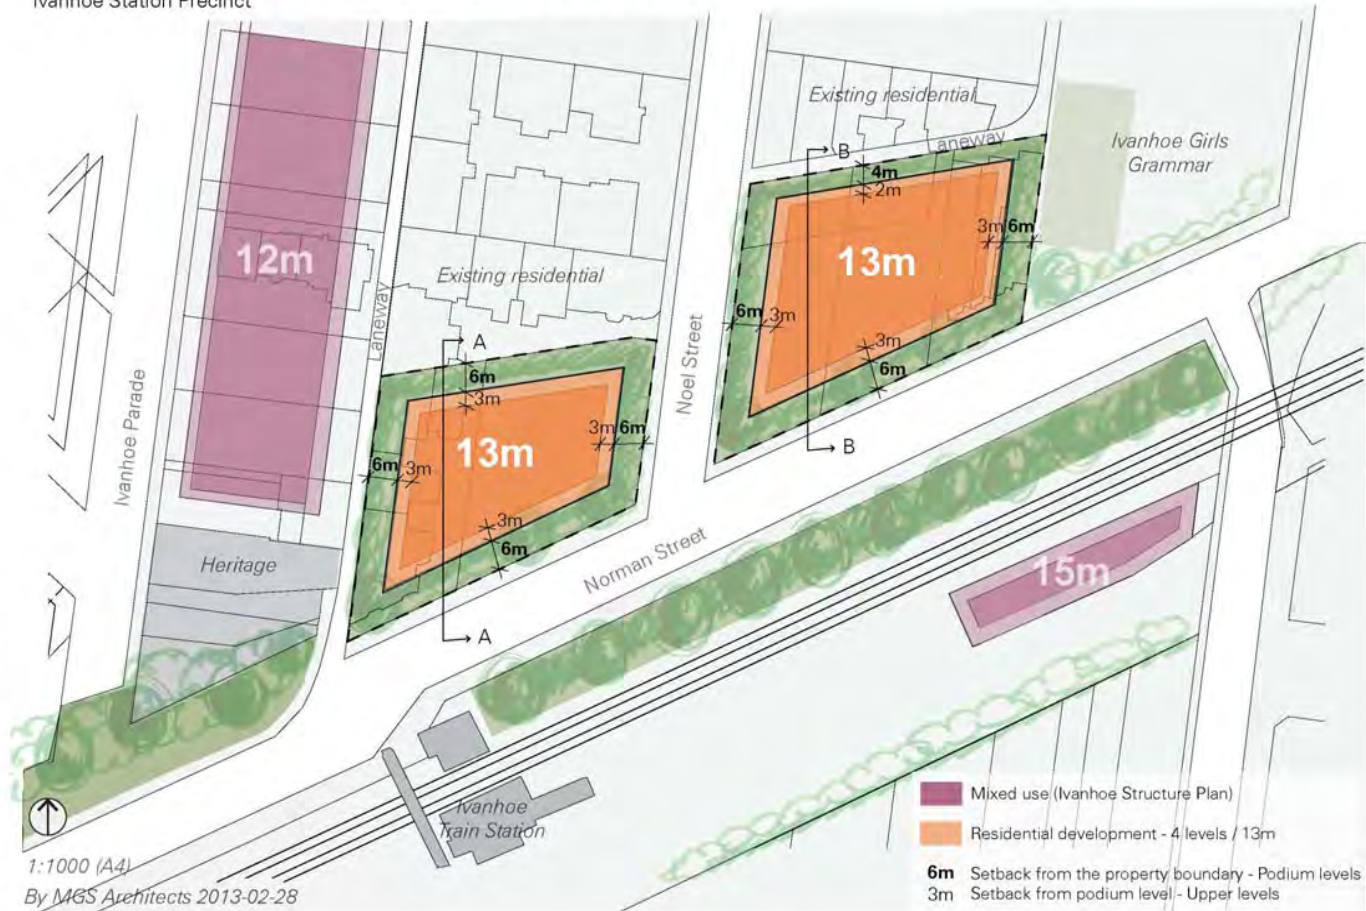 Ivanhoe Station Precinct
Existing residential
Laneway
Ivanhoe Girls
Grammar
B
4m
2m
3m 6m
13m
12m
Existing residential
6m 3m
3m
6m
B
Laneway
Noel Street
Ivanhoe Parade
A
6m
3m
3m 6m
13m
6m 3m
3m
6m
A
Heritage
Norman Street
15m
Ivanhoe
Train Station
Mixed use (Ivanhoe Structure Plan)
Residential development - 4 levels / 13m
6m Setback from the property boundary - Podium levels
3m Setback from podium level - Upper levels
1:1000 (A4)
By MGS Architects 2013-02-28